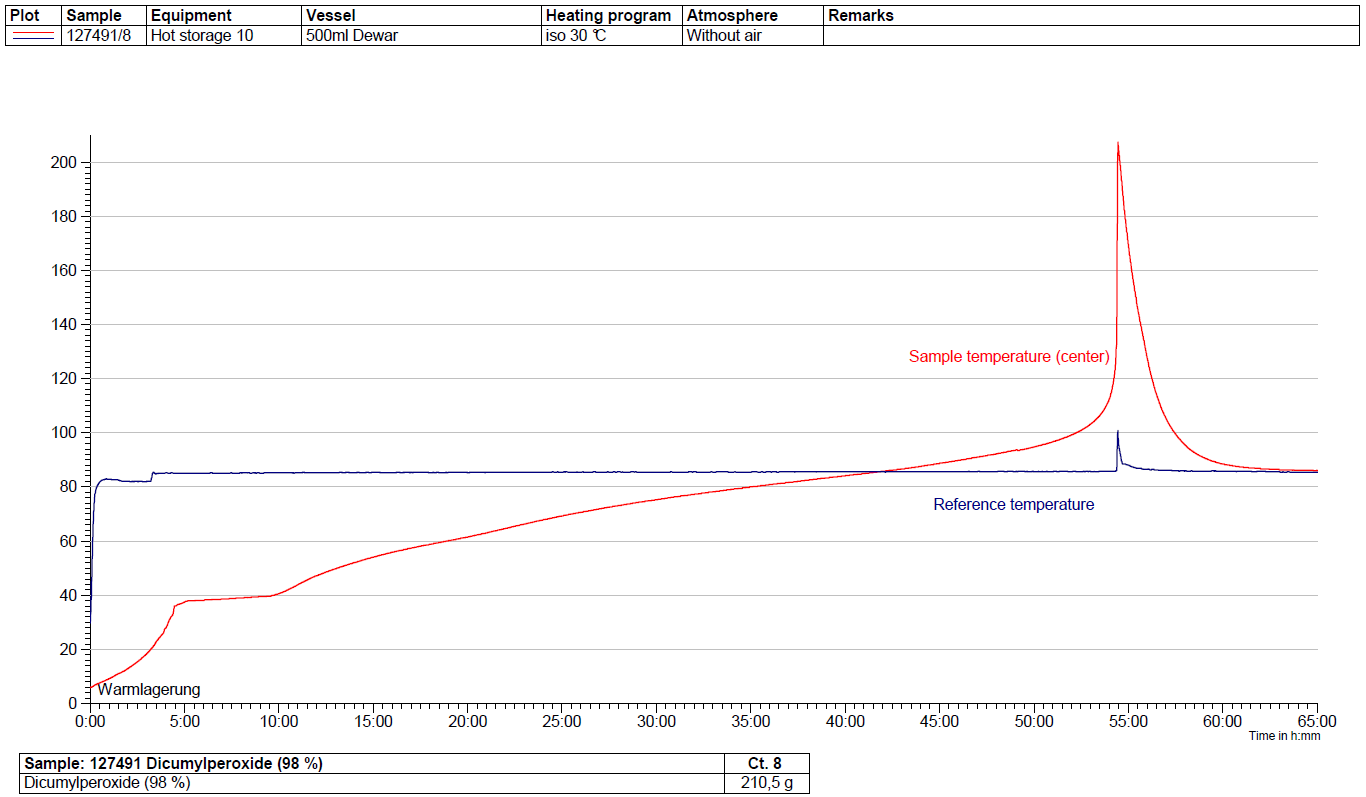 Plot Sample Equipment Vessel Heating program Atmosphere Remarks
127491/8 Hot storage 10 500ml Dewar iso 30 °C Without air
200
180
160
140
120
100
80
60
40
20
0
Sample temperature (center)
Reference temperature
Warmlagerung
0:00 5:00 10:00 15:00 20:00 25:00 30:00 35:00 40:00 45:00 50:00 55:00 60:00 65:00
Time in h:mm
Sample: 127491 Dicumylperoxide (98 %) Ct. 8
Dicumylperoxide (98 %) 210,5 g